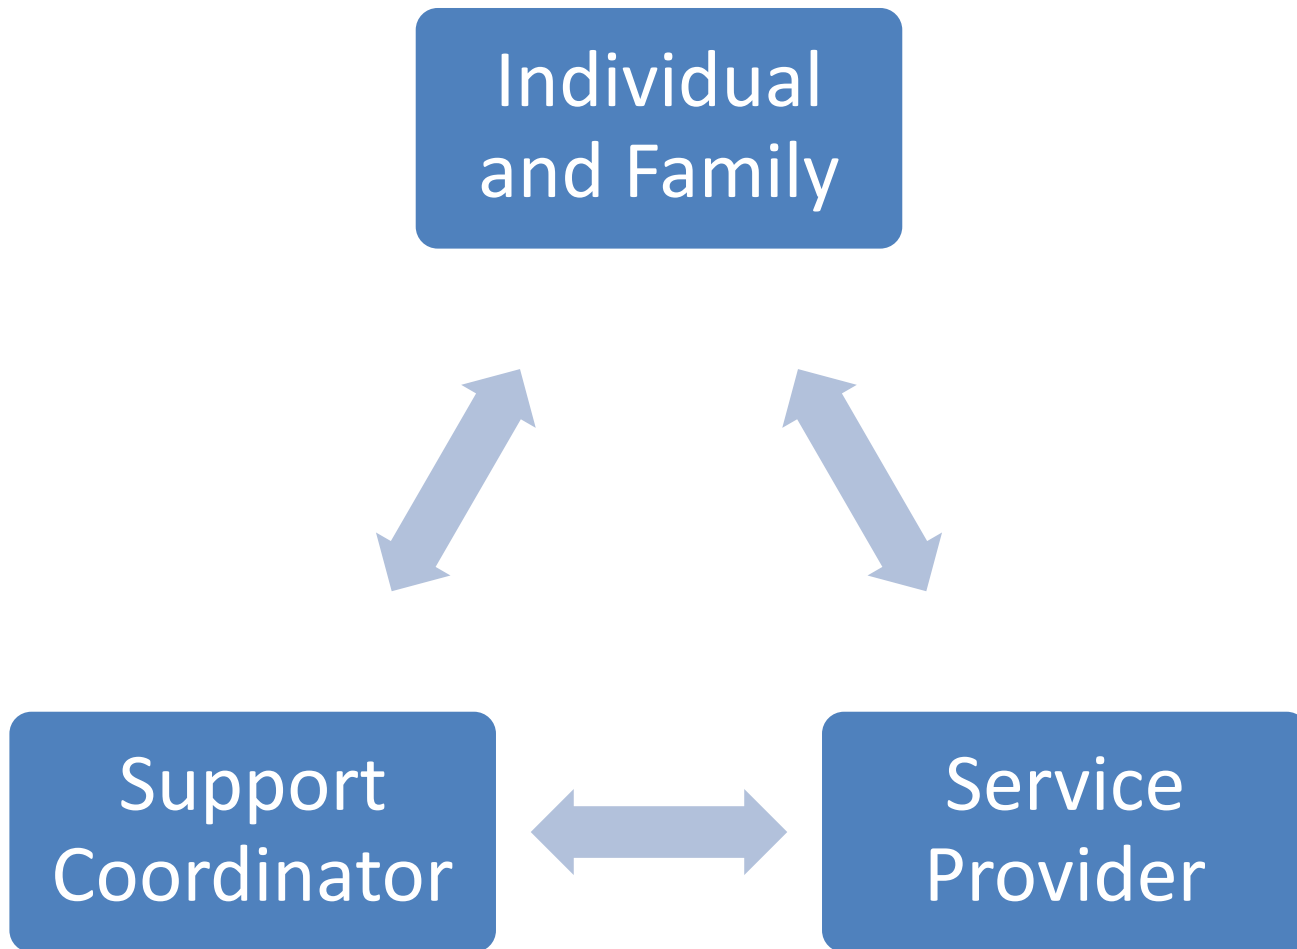 Individual
and Family
Support
Coordinator
Service
Provider